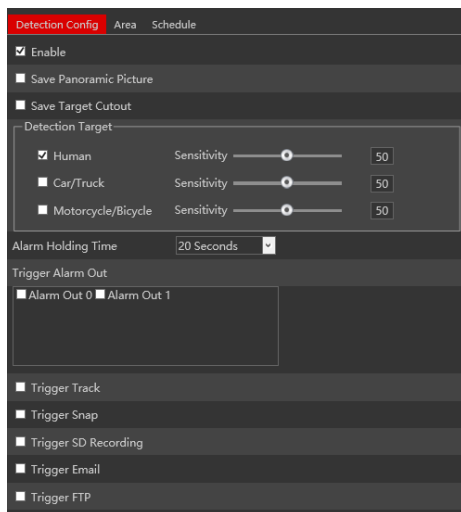 Detection Config Area Schedule
Enable
Save Panoramic Picture
Save Target Cutout
Detection Target
Human Sensitivity 50
Car/Truck Sensitivity 50
Motorcycle/Bicycle Sensitivity 50
Alarm Holding Time 20 Seconds
Trigger Alarm Out
Alarm Out 0 Alarm Out 1
Trigger Track
Trigger Snap
Trigger SD Recording
Trigger Email
Trigger FTP